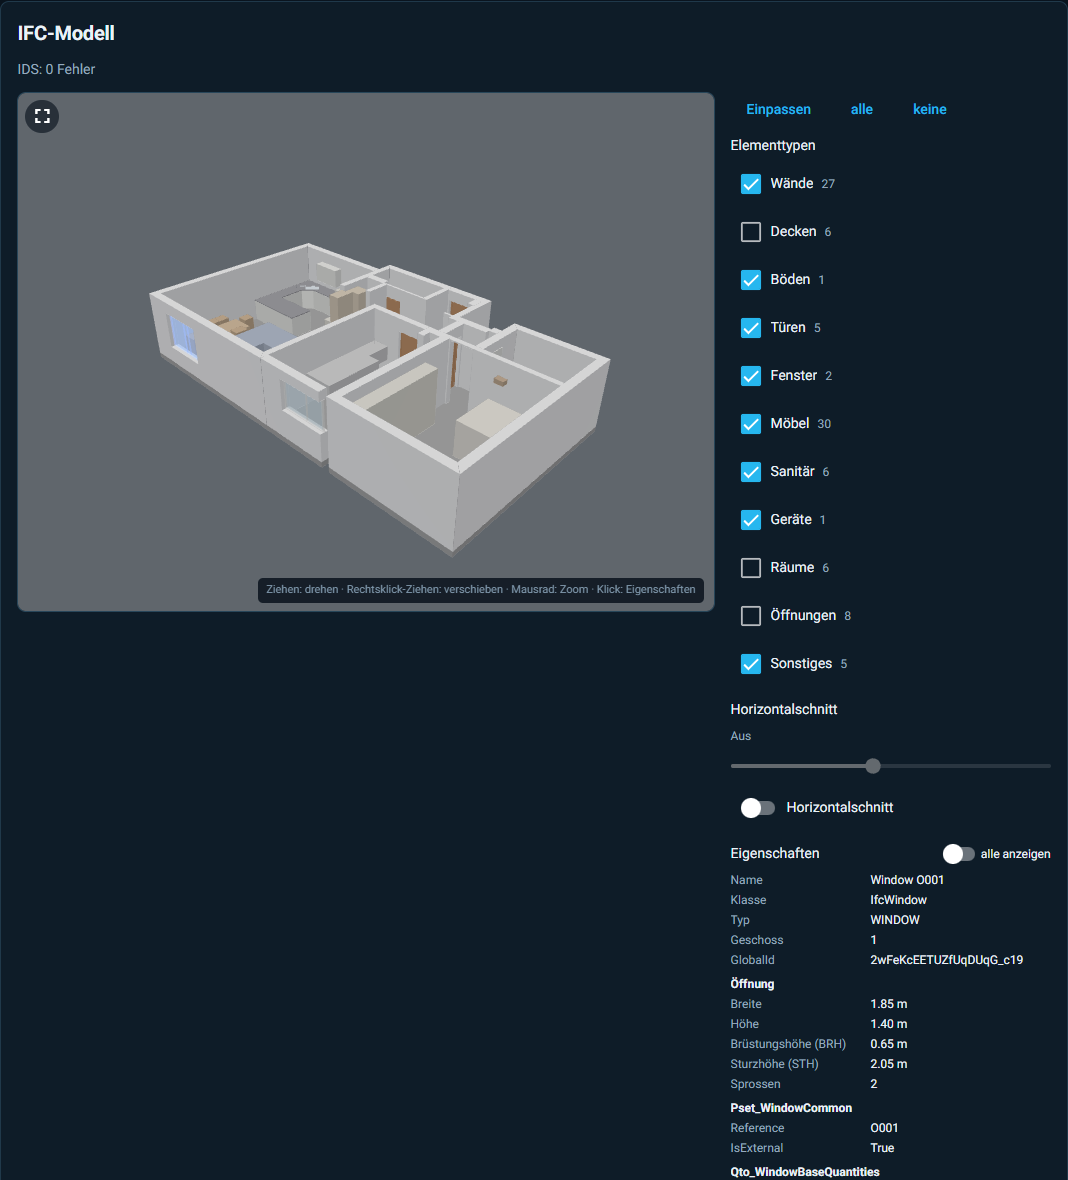 IFC-Modell
IDS: 0 Fehler
Einpassen alle keine
Elementtypen
Wände 27
Decken 6
Böden 1
Türen 5
Fenster 2
Möbel 30
Sanitär 6
Geräte 1
Räume 6
Öffnungen 8
Sonstiges 5
Ziehen: drehen · Rechtsklick-Ziehen: verschieben · Mausrad: Zoom · Klick: Eigenschaften
Horizontalschnitt
Aus
Horizontalschnitt
Eigenschaften alle anzeigen
Name Window O001
Klasse IfcWindow
Typ WINDOW
Geschoss 1
GlobalId 2wFeKcEETUZfUqDUqG_c19
Öffnung
Breite 1.85 m
Höhe 1.40 m
Brüstungshöhe (BRH) 0.65 m
Sturzhöhe (STH) 2.05 m
Sprossen 2
Pset_WindowCommon
Reference O001
IsExternal True
Qto_WindowBaseQuantities